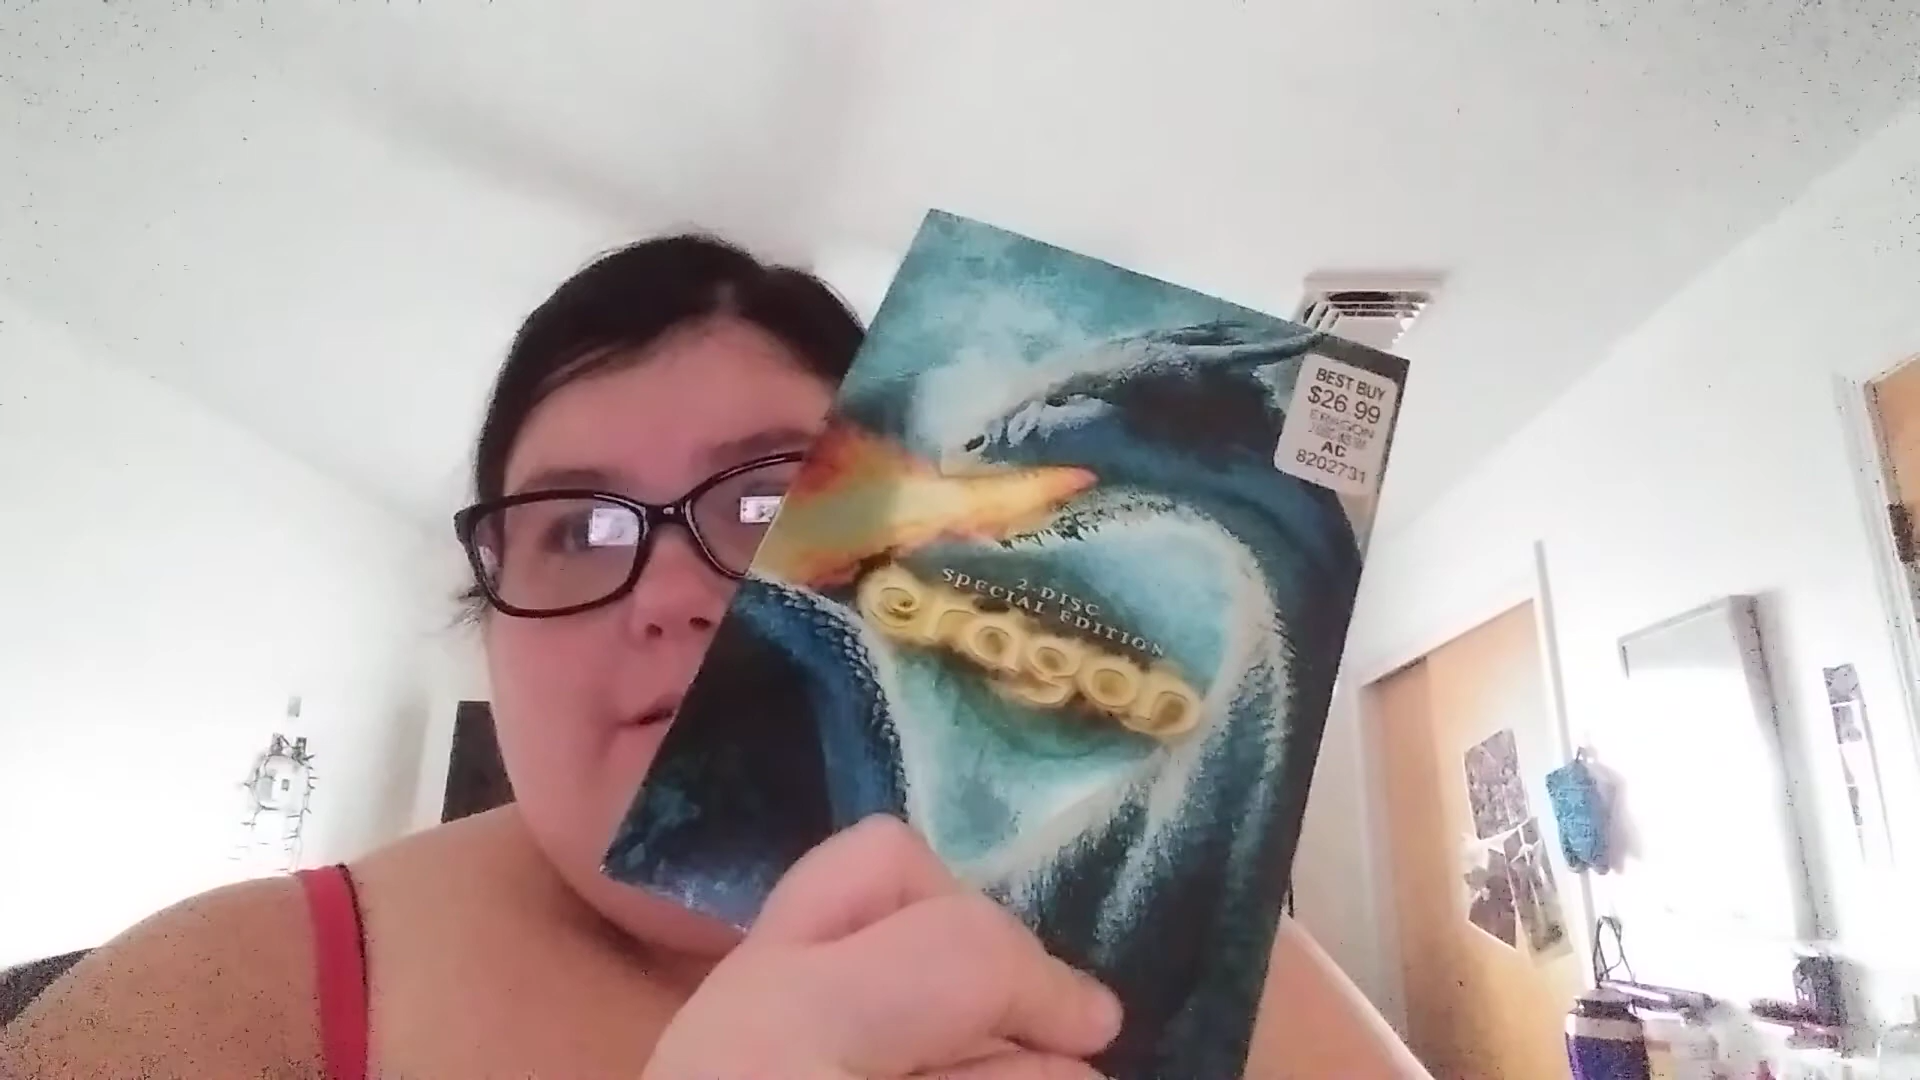 BEST BUY
$26.99
ERAGON
AC
8202731
2-DISC
SPECIAL EDITION
eragon